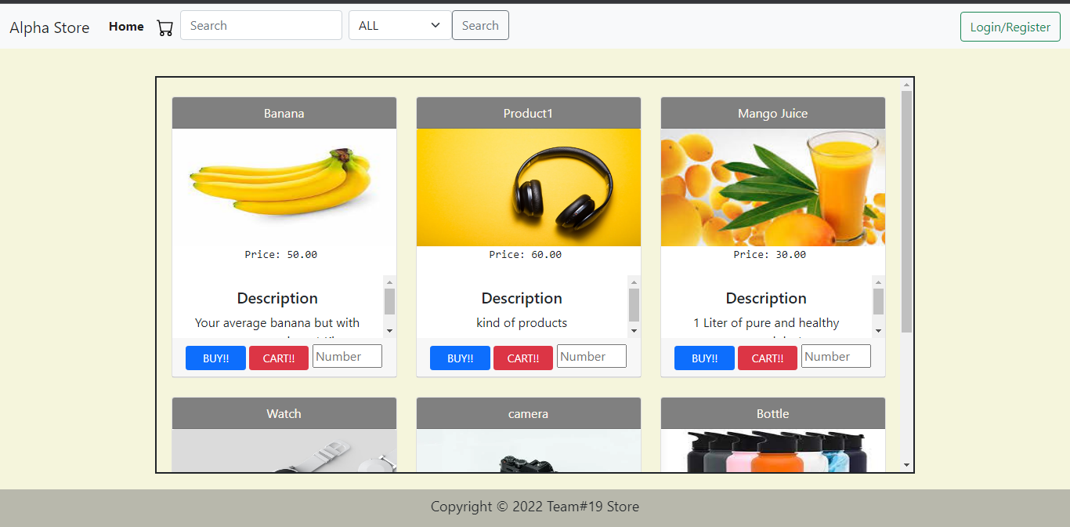 Alpha Store Home Search ALL Search Login/Register
Banana Product1 Mango Juice
Price: 50.00 Price: 60.00 Price: 30.00
Description Description Description
Your average banana but with kind of products 1 Liter of pure and healthy
BUY!! CART!! Number BUY!! CART!! Number BUY!! CART!! Number
Watch camera Bottle
Copyright © 2022 Team#19 Store